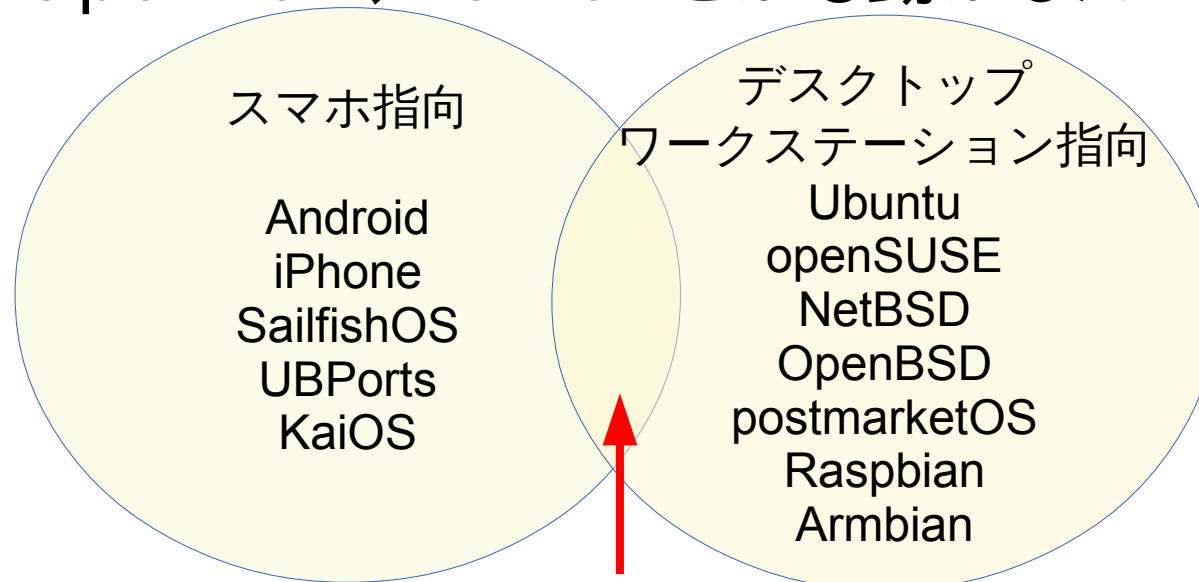 スマホ指向
Android
iPhone
SailfishOS
UBPorts
KaiOS
デスクトップ
ワークステーション指向
Ubuntu
openSUSE
NetBSD
OpenBSD
postmarketOS
Raspbian
Armbian